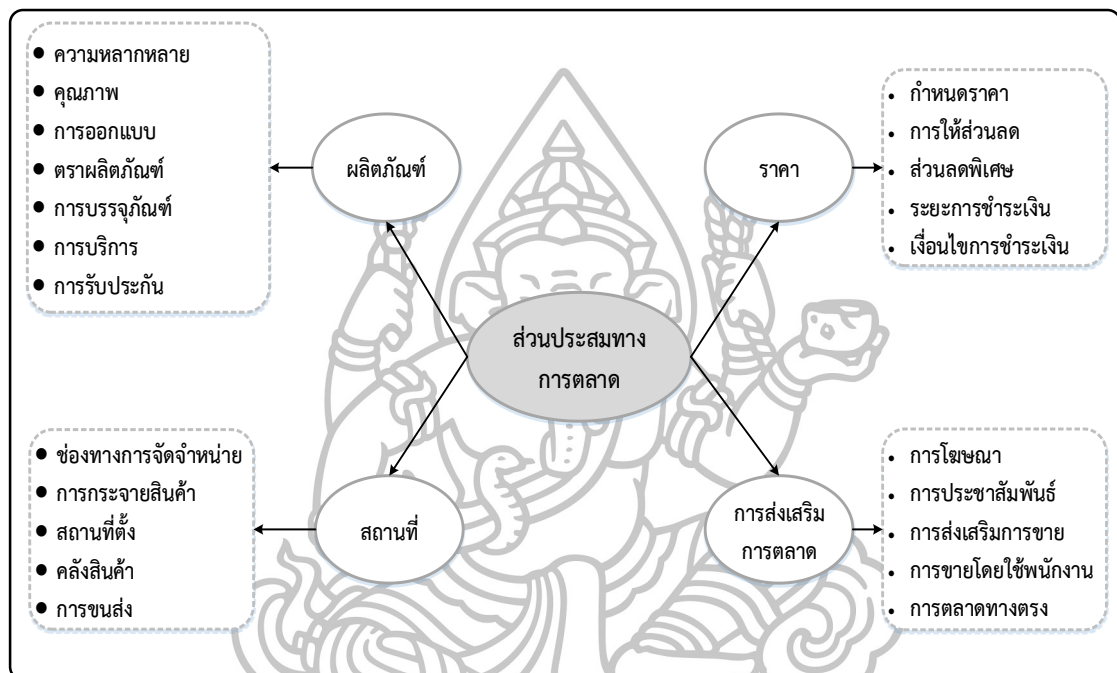 ● ความหลากหลาย
● คุณภาพ
● การออกแบบ
● ตราผลิตภัณฑ์
● การบรรจุภัณฑ์
● การบริการ
● การรับประกัน
ผลิตภัณฑ์
ราคา
• กำหนดราคา
• การให้ส่วนลด
• ส่วนลดพิเศษ
• ระยะการชำระเงิน
• เงื่อนไขการชำระเงิน
ส่วนประสมทาง
การตลาด
● ช่องทางการจัดจำหน่าย
● การกระจายสินค้า
● สถานที่ตั้ง
● คลังสินค้า
● การขนส่ง
สถานที่
การส่งเสริม
การตลาด
• การโฆษณา
• การประชาสัมพันธ์
• การส่งเสริมการขาย
• การขายโดยใช้พนักงาน
• การตลาดทางตรง